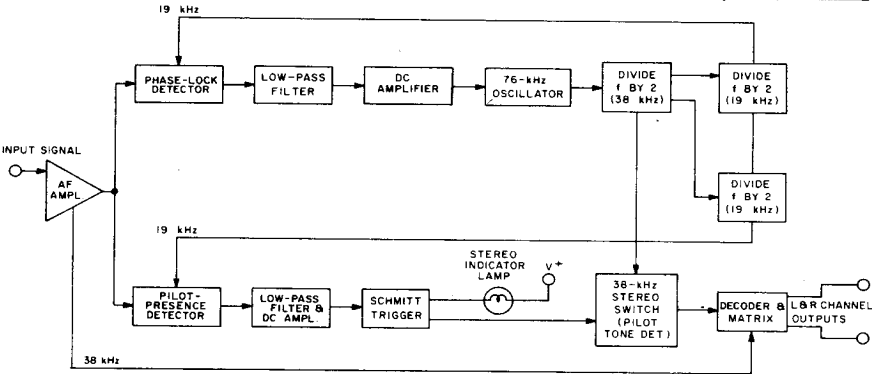 19 kHz
PHASE-LOCK
DETECTOR
LOW-PASS
FILTER
DC
AMPLIFIER
76-kHz
OSCILLATOR
DIVIDE
f BY 2
(38 kHz)
DIVIDE
f BY 2
(19 kHz)
INPUT SIGNAL
AF
AMPL
DIVIDE
f BY 2
(19 kHz)
19 kHz
STEREO
INDICATOR
LAMP
V+
PILOT-
PRESENCE
DETECTOR
LOW-PASS
FILTER &
DC AMPL.
SCHMITT
TRIGGER
38-kHz
STEREO
SWITCH
(PILOT
TONE DET)
DECODER &
MATRIX
L&R CHANNEL
OUTPUTS
38 kHz